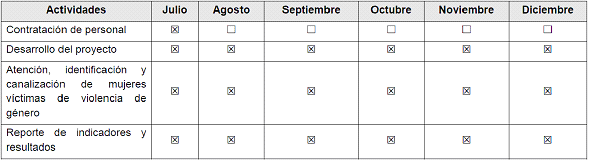 Actividades Julio Agosto Septiembre Octubre Noviembre Diciembre
Contratación de personal ☒ ☐ ☐ ☐ ☐ ☐
Desarrollo del proyecto ☒ ☒ ☒ ☒ ☒ ☒
Atención, identificación y
canalización de mujeres
víctimas de violencia de
género ☒ ☒ ☒ ☒ ☒ ☒
Reporte de indicadores y
resultados ☒ ☒ ☒ ☒ ☒ ☒